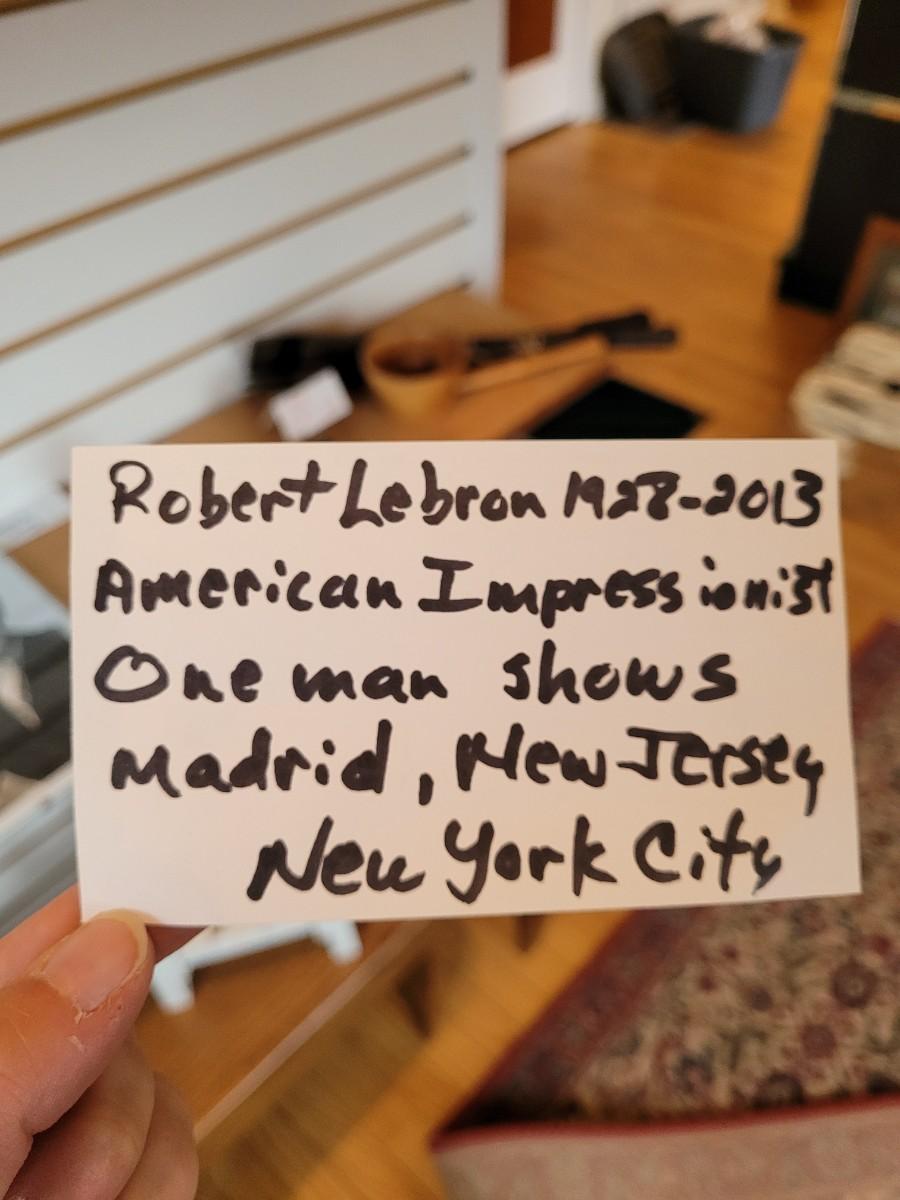 Robert Lebron 1928-2013
American Impressionist
One man shows
Madrid, New Jersey
New York City